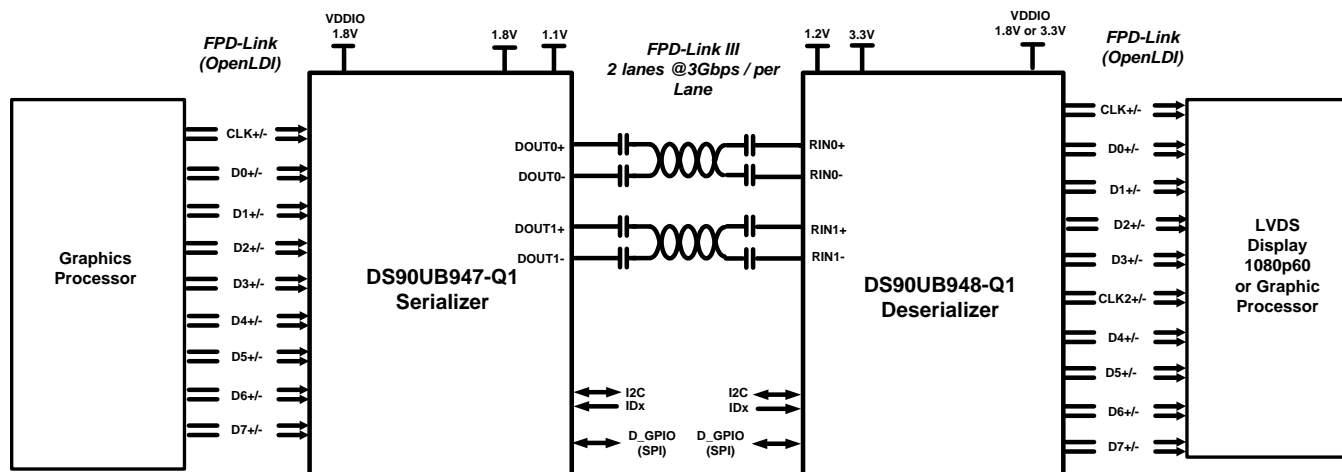 FPD-Link
(OpenLDI)
VDDIO
1.8V
1.8V
1.1V
FPD-Link III
2 lanes @3Gbps / per
Lane
1.2V
3.3V
VDDIO
1.8V or 3.3V
FPD-Link
(OpenLDI)
Graphics
Processor
CLK+/-
D0+/-
D1+/-
D2+/-
D3+/-
D4+/-
D5+/-
D6+/-
D7+/-
DS90UB947-Q1
Serializer
DOUT0+
DOUT0-
DOUT1+
DOUT1-
I2C
IDx
D_GPIO
(SPI)
RIN0+
RIN0-
RIN1+
RIN1-
I2C
IDx
D_GPIO
(SPI)
DS90UB948-Q1
Deserializer
CLK+/-
D0+/-
D1+/-
D2+/-
D3+/-
CLK2+/-
D4+/-
D5+/-
D6+/-
D7+/-
LVDS
Display
1080p60
or Graphic
Processor